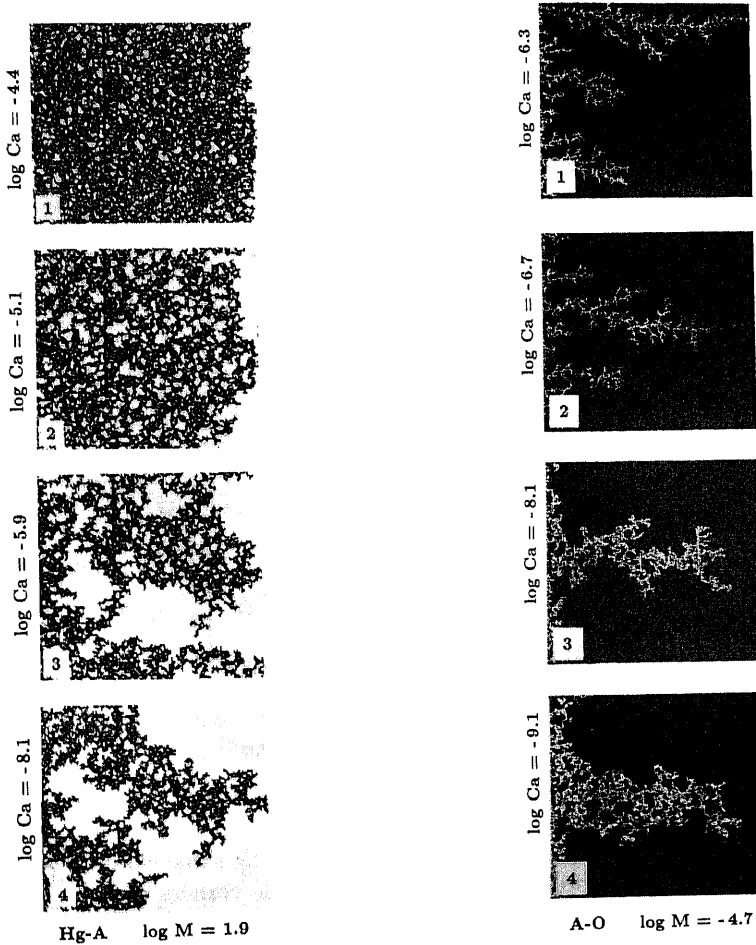 log Ca = -4.4
1
log Ca = -5.1
2
log Ca = -5.9
3
log Ca = -8.1
4
Hg-A log M = 1.9
log Ca = -6.3
1
log Ca = -6.7
2
log Ca = -8.1
3
log Ca = -9.1
4
A-O log M = -4.7